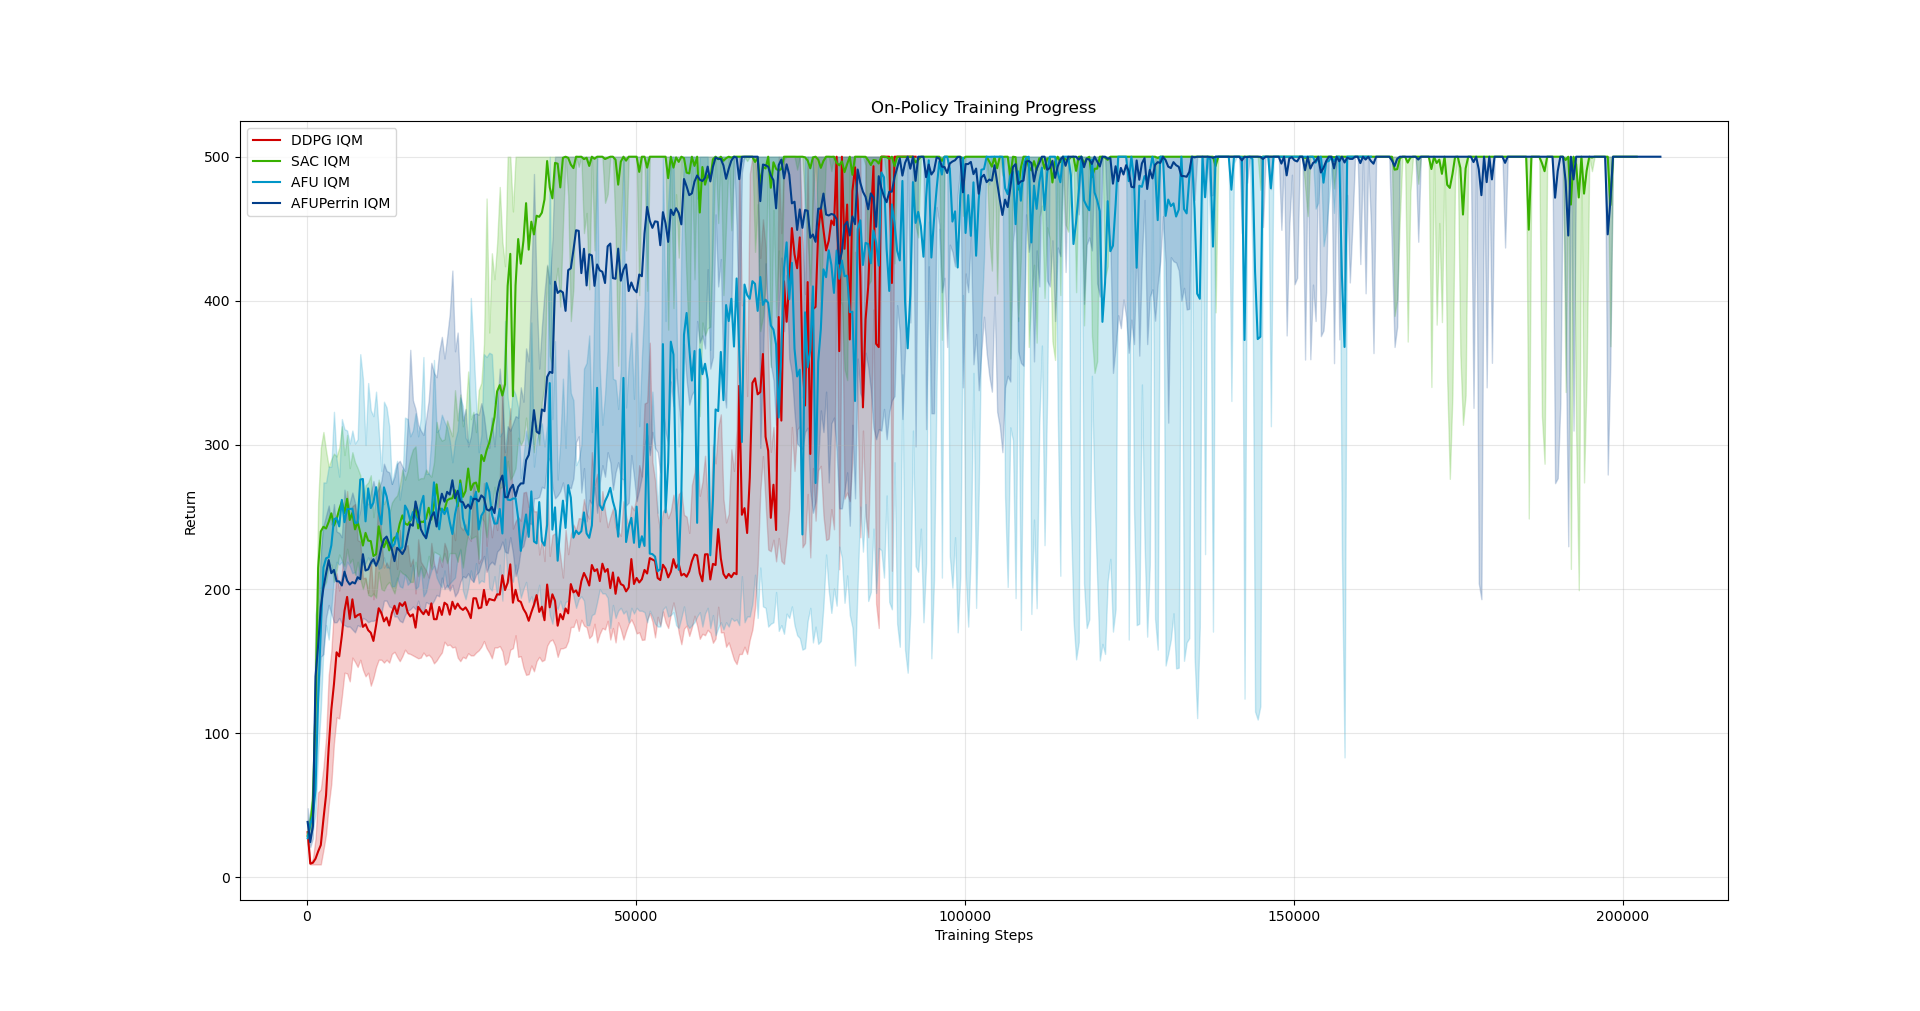 On-Policy Training Progress
DDPG IQM
SAC IQM
AFU IQM
AFUPerrin IQM
500
400
300
200
100
0
Return
0 50000 100000 150000 200000
Training Steps